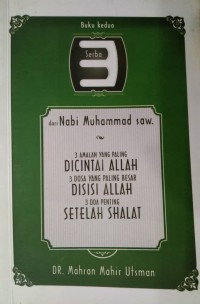 Buku kedua
Serba
3
dari Nabi Muhammad saw.
3 AMALAN YANG PALING
DICINTAI ALLAH
3 DOSA YANG PALING BESAR
DISISI ALLAH
3 DOA PENTING
SETELAH SHALAT
DR. Mahran Mahir Utsman